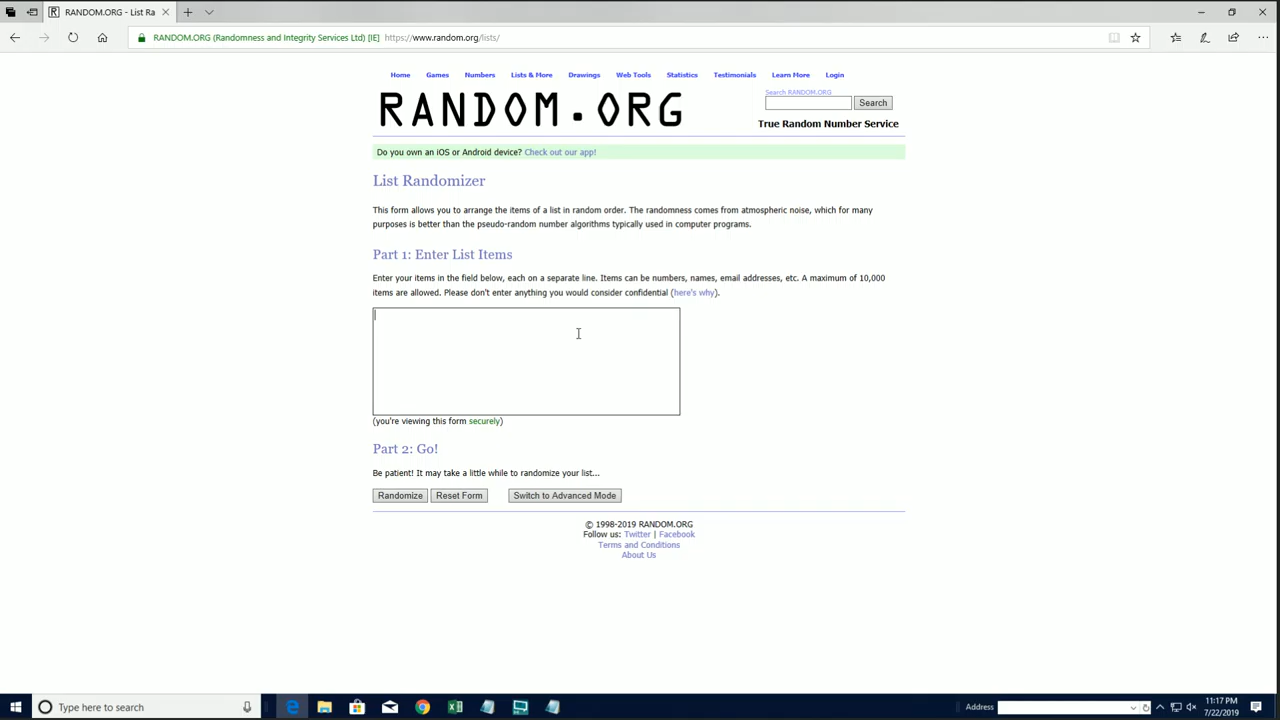 RANDOM.ORG - List Ra
RANDOM.ORG (Randomness and Integrity Services Ltd) [IE] https://www.random.org/lists/
Home Games Numbers Lists & More Drawings Web Tools Statistics Testimonials Learn More Login
RANDOM.ORG
Search RANDOM.ORG
Search
True Random Number Service
Do you own an iOS or Android device? Check out our app!
List Randomizer
This form allows you to arrange the items of a list in random order. The randomness comes from atmospheric noise, which for many
purposes is better than the pseudo-random number algorithms typically used in computer programs.
Part 1: Enter List Items
Enter your items in the field below, each on a separate line. Items can be numbers, names, email addresses, etc. A maximum of 10,000
items are allowed. Please don't enter anything you would consider confidential (here's why).
(you're viewing this form securely)
Part 2: Go!
Be patient! It may take a little while to randomize your list...
Randomize Reset Form Switch to Advanced Mode
© 1998-2019 RANDOM.ORG
Follow us: Twitter | Facebook
Terms and Conditions
About Us
Type here to search
Address
11:17 PM
7/22/2019